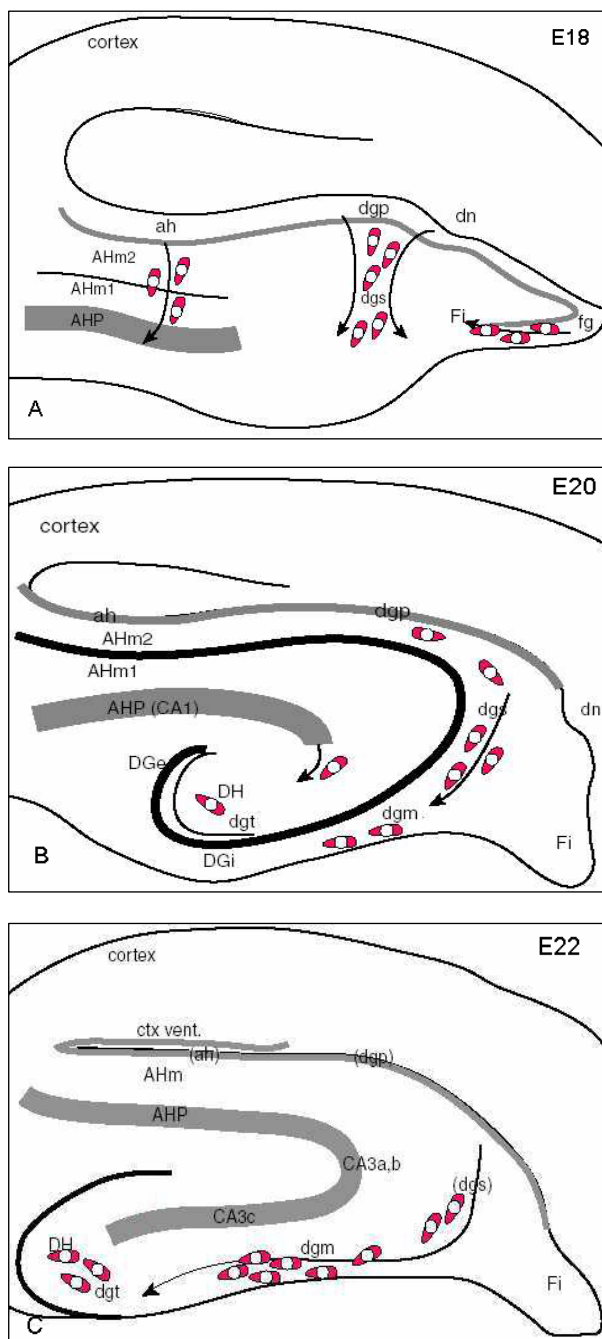 E18
cortex
dgp
dn
ah
AHm2
AHm1
dgs
AHP
Fi
fg
A
E20
cortex
ah
dgp
AHm2
AHm1
dgs
dn
AHP (CA1)
DGe
DH
dgt
dgm
DGi
Fi
B
E22
cortex
ctx vent.
(ah)
(dgp)
AHm
AHP
CA3a,b
(dgs)
CA3c
DH
dgm
dgt
Fi
C